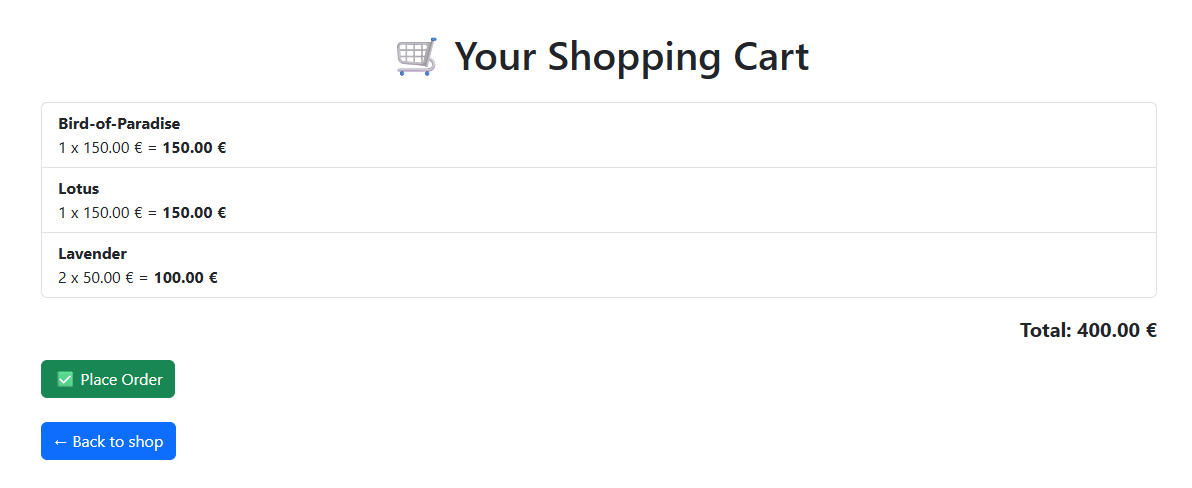 🛒 Your Shopping Cart
Bird-of-Paradise
1 x 150.00 € = 150.00 €
Lotus
1 x 150.00 € = 150.00 €
Lavender
2 x 50.00 € = 100.00 €
Total: 400.00 €
✅ Place Order
← Back to shop